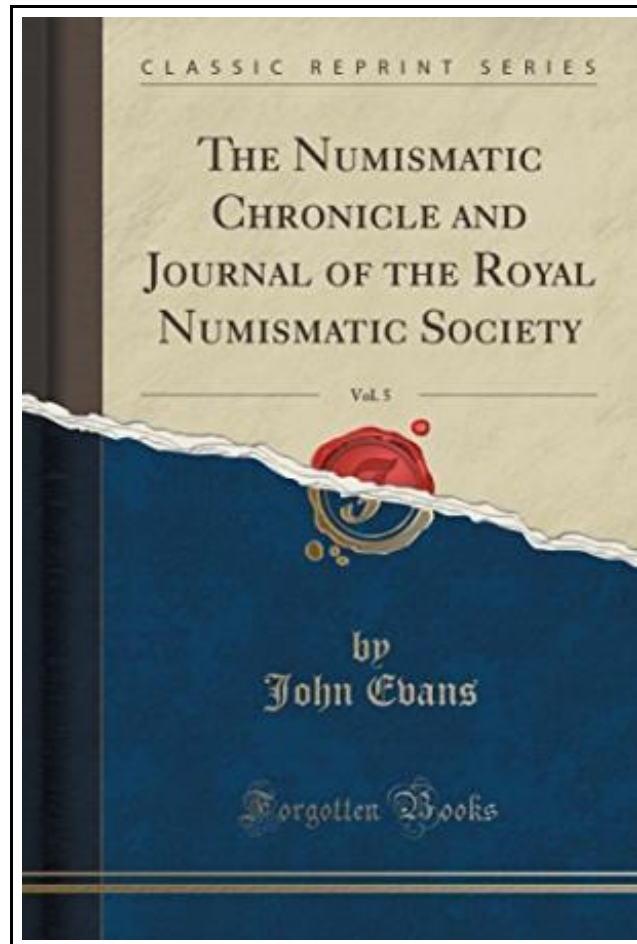 CLASSIC REPRINT SERIES
THE NUMISMATIC
CHRONICLE AND
JOURNAL OF THE ROYAL
NUMISMATIC SOCIETY
Vol. 5
by
John Evans
Forgotten Books